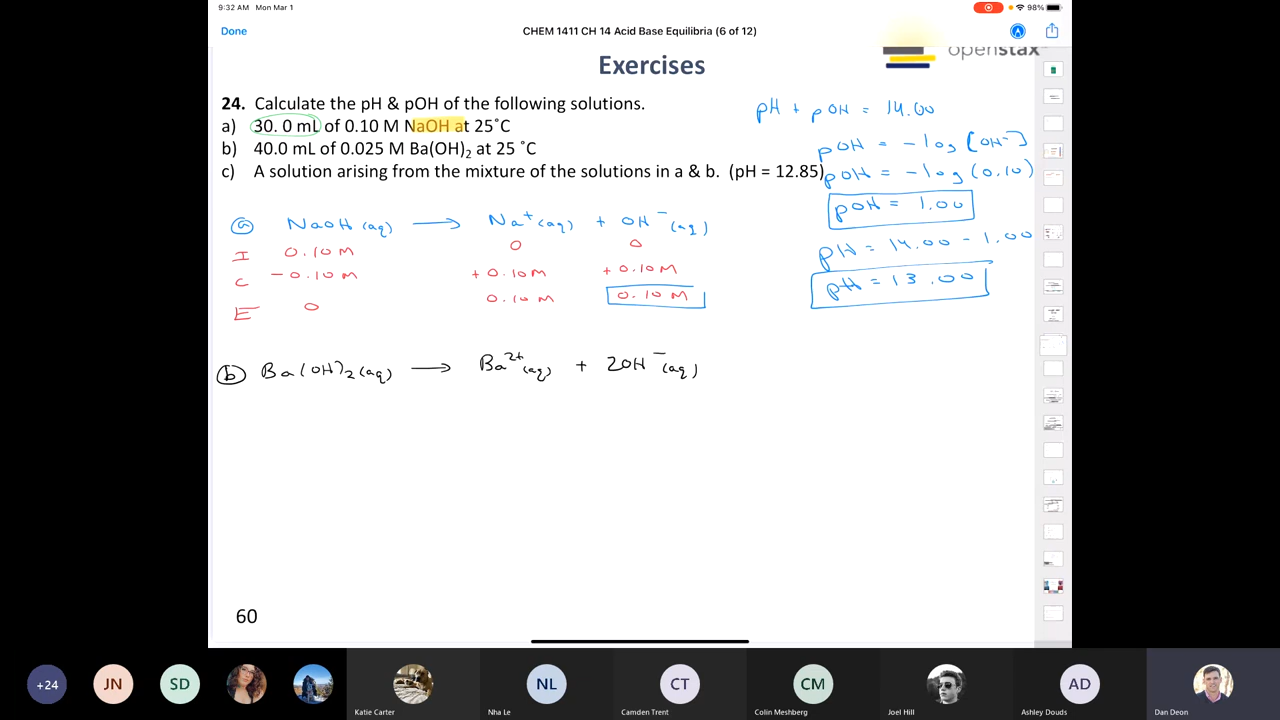 9:32 AM Mon Mar 1
98%
Done
CHEM 1411 CH 14 Acid Base Equilibria (6 of 12)
openstax
Exercises
24. Calculate the pH & pOH of the following solutions.
a) 30. 0 mL of 0.10 M NaOH at 25˚C
b) 40.0 mL of 0.025 M Ba(OH)₂ at 25 ˚C
c) A solution arising from the mixture of the solutions in a & b. (pH = 12.85)
pH + pOH = 14.00
pOH = -log [OH⁻]
pOH = -log (0.10)
pOH = 1.00
pH = 14.00 - 1.00
pH = 13.00
ⓐ NaOH (aq) ⟶ Na⁺(aq) + OH⁻(aq)
I 0.10 M 0 0
C -0.10 M +0.10 M +0.10 M
E 0 0.10 M 0.10 M
ⓑ Ba(OH)₂(aq) ⟶ Ba²⁺(aq) + 2OH⁻(aq)
60
+24
JN
SD
Katie Carter
NL
Nha Le
CT
Camden Trent
CM
Colin Meshberg
Joel Hill
AD
Ashley Douds
Dan Deon